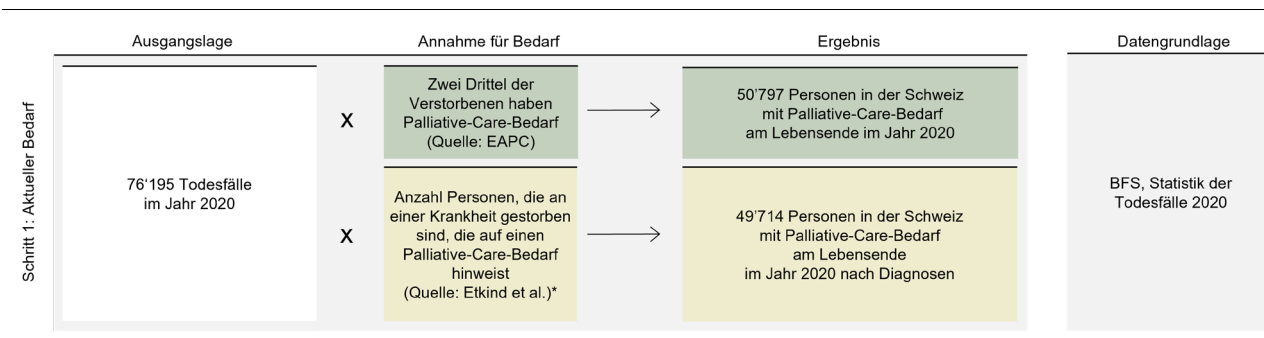 Ausgangslage
Annahme für Bedarf
Ergebnis
Datengrundlage
Schritt 1: Aktueller Bedarf
76‘195 Todesfälle
im Jahr 2020
X
Zwei Drittel der
Verstorbenen haben
Palliative-Care-Bedarf
(Quelle: EAPC)
50’797 Personen in der Schweiz
mit Palliative-Care-Bedarf
am Lebensende im Jahr 2020
X
Anzahl Personen, die an
einer Krankheit gestorben
sind, die auf einen
Palliative-Care-Bedarf
hinweist
(Quelle: Etkind et al.)*
49’714 Personen in der Schweiz
mit Palliative-Care-Bedarf
am Lebensende
im Jahr 2020 nach Diagnosen
BFS, Statistik der
Todesfälle 2020